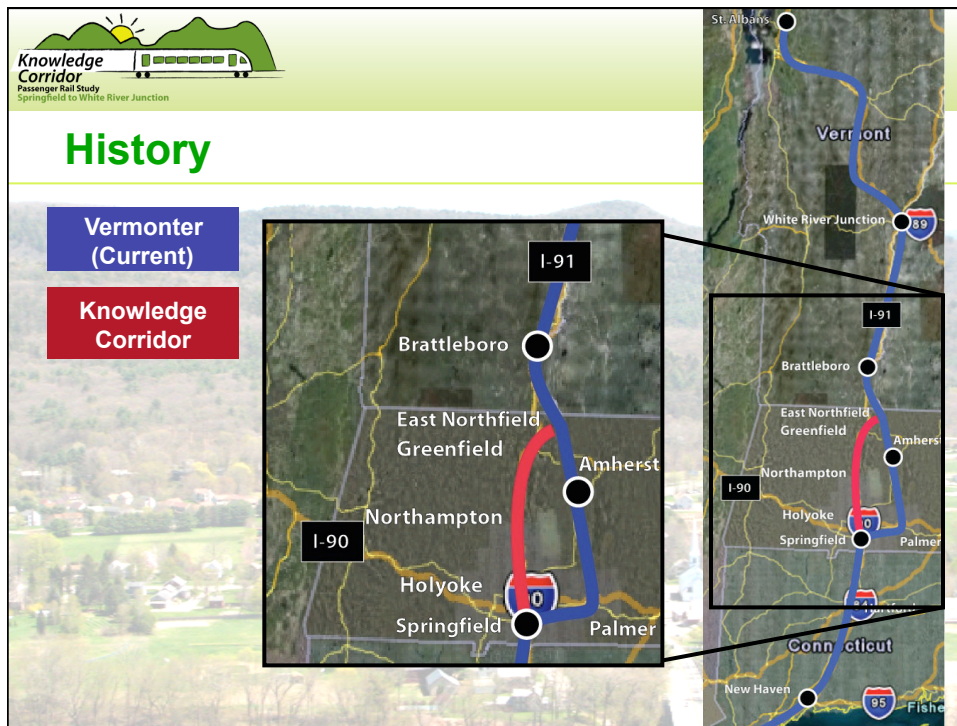 Knowledge
Corridor
Passenger Rail Study
Springfield to White River Junction
History
Vermonter
(Current)
Knowledge
Corridor
I-91
Brattleboro
East Northfield
Greenfield
Amherst
Northampton
I-90
Holyoke
Springfield
Palmer
St. Albans
Vermont
White River Junction
89
I-91
Brattleboro
East Northfield
Greenfield
Amherst
Northampton
I-90
Holyoke
Springfield
Palmer
Connecticut
New Haven
95